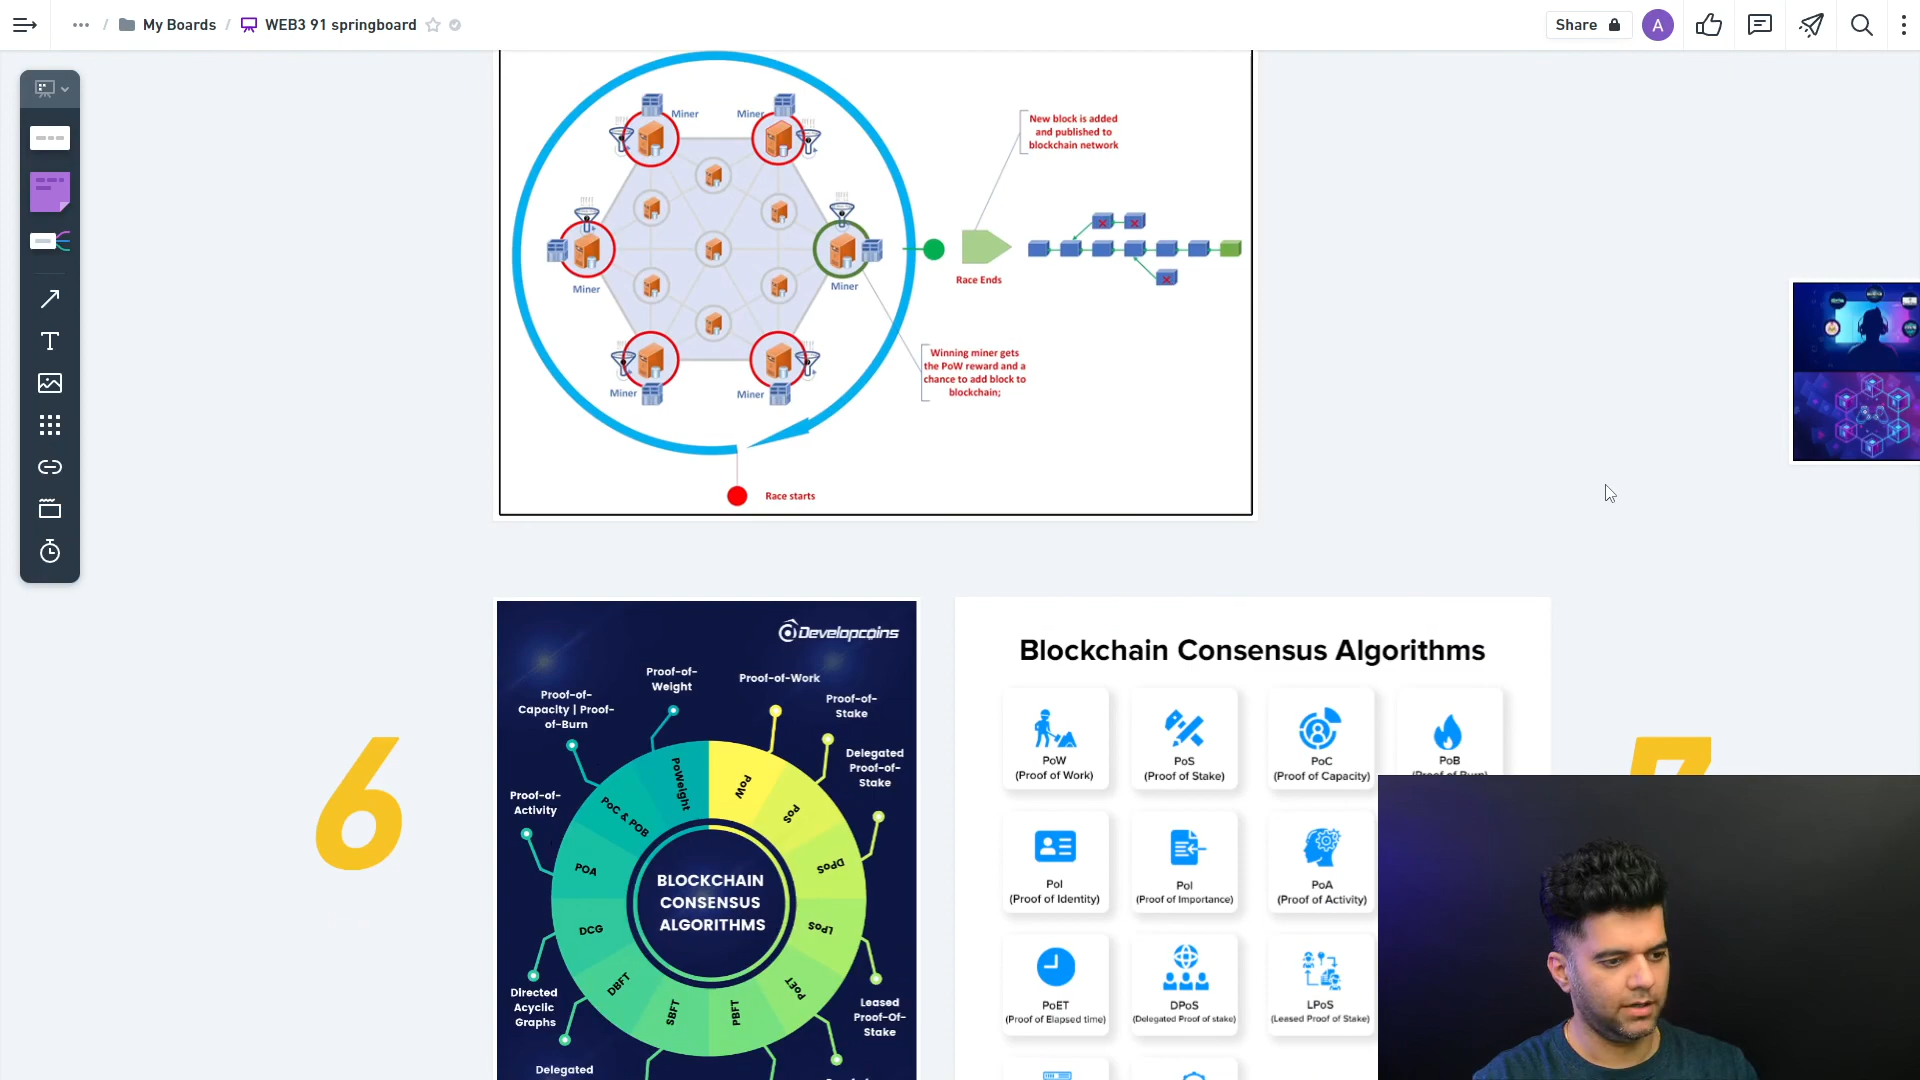 My Boards
/
WEB3 91 springboard
Share
A
Miner
Miner
Miner
Miner
Miner
Miner
New block is added
and published to
blockchain network
Race Ends
Winning miner gets
the PoW reward and a
chance to add block to
blockchain;
Race starts
6
7
Developcoins
Proof-of-
Weight
Proof-of-Work
Proof-of-
Stake
Proof-of-
Capacity | Proof-
of-Burn
Delegated
Proof-of-
Stake
Proof-of-
Activity
PoWeight
PoW
PoS
PoC & POB
POA
DPoS
DCG
LPoS
DBFT
SBFT
PBFT
PoET
BLOCKCHAIN
CONSENSUS
ALGORITHMS
Directed
Acyclic
Graphs
Leased
Proof-Of-
Stake
Delegated
Blockchain Consensus Algorithms
PoW
(Proof of Work)
PoS
(Proof of Stake)
PoC
(Proof of Capacity)
PoB
(Proof of Burn)
PoI
(Proof of Identity)
PoI
(Proof of Importance)
PoA
(Proof of Activity)
PoET
(Proof of Elapsed time)
DPoS
(Delegated Proof of stake)
LPoS
(Leased Proof of Stake)